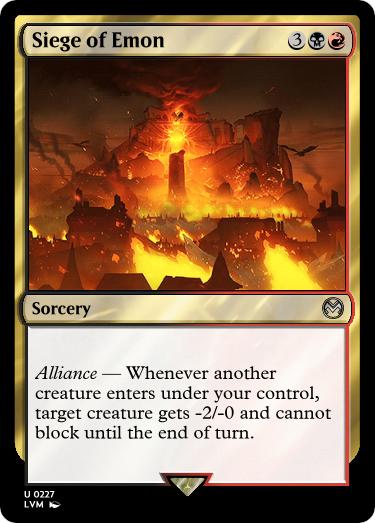 Siege of Emon 3
Sorcery
Alliance — Whenever another
creature enters under your control,
target creature gets -2/-0 and cannot
block until the end of turn.
U 0227
LVM